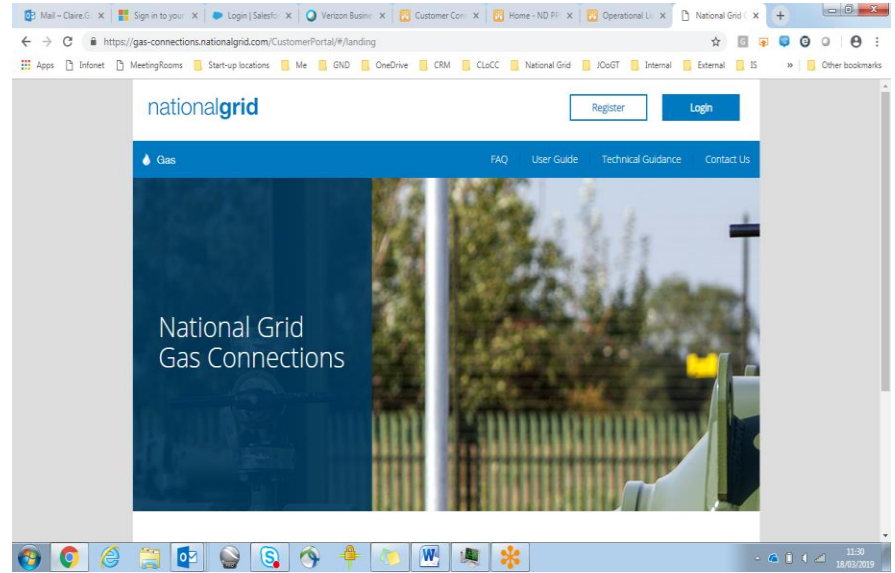 Mail – Claire.G
Sign in to your
Login | Salesfo
Verizon Busine
Customer Con
Home - ND PP
Operational Li
National Grid
https://gas-connections.nationalgrid.com/CustomerPortal/#/landing
Apps
Infonet
MeetingRooms
Start-up locations
Me
GND
OneDrive
CRM
CLoCC
National Grid
JOoGT
Internal
External
IS
»
Other bookmarks
nationalgrid
Register
Login
Gas
FAQ
User Guide
Technical Guidance
Contact Us
National Grid
Gas Connections
11:30
18/03/2019